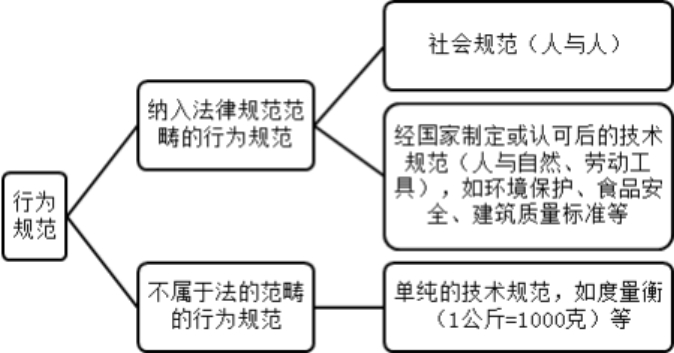 行为
规范
纳入法律规范范
畴的行为规范
不属于法的范畴
的行为规范
社会规范（人与人）
经国家制定或认可后的技术
规范（人与自然、劳动工
具），如环境保护、食品安
全、建筑质量标准等
单纯的技术规范，如度量衡
（1公斤=1000克）等